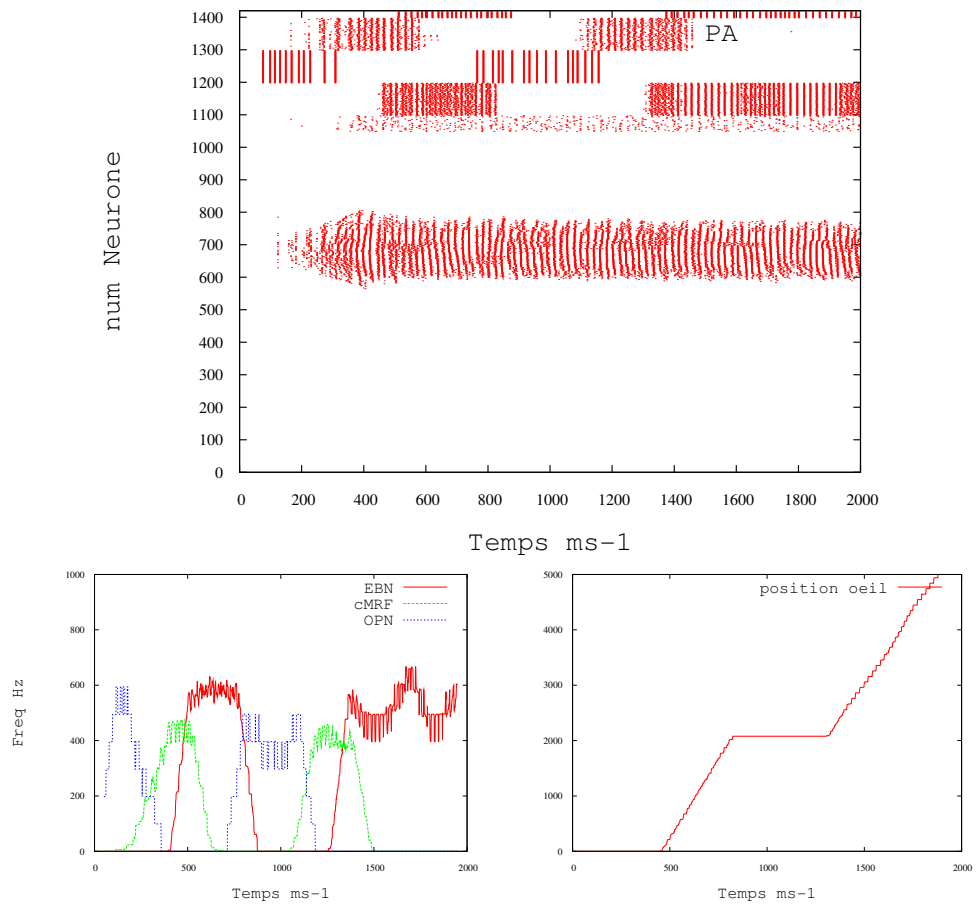 1400
1300
1200
1100
1000
900
800
700
600
500
400
300
200
100
0
num Neurone
PA
0 200 400 600 800 1000 1200 1400 1600 1800 2000
Temps ms-1
1000
800
600
400
200
0
Freq Hz
EBN
cMRF
OPN
0 500 1000 1500 2000
Temps ms-1
5000
4000
3000
2000
1000
0
position oeil
0 500 1000 1500 2000
Temps ms-1